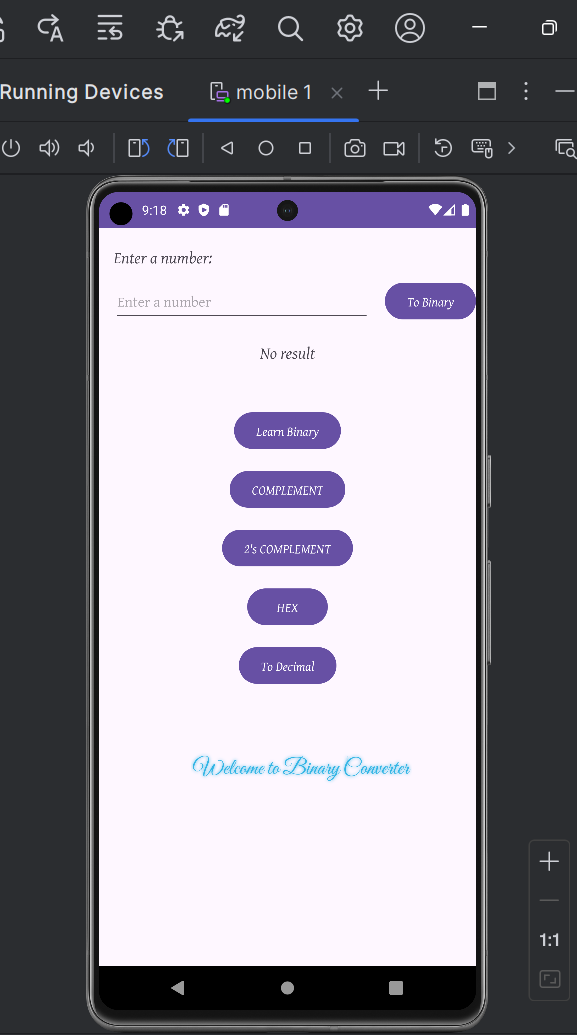 Running Devices mobile 1
9:18
Enter a number:
Enter a number To Binary
No result
Learn Binary
COMPLEMENT
2's COMPLEMENT
HEX
To Decimal
Welcome to Binary Converter
1:1